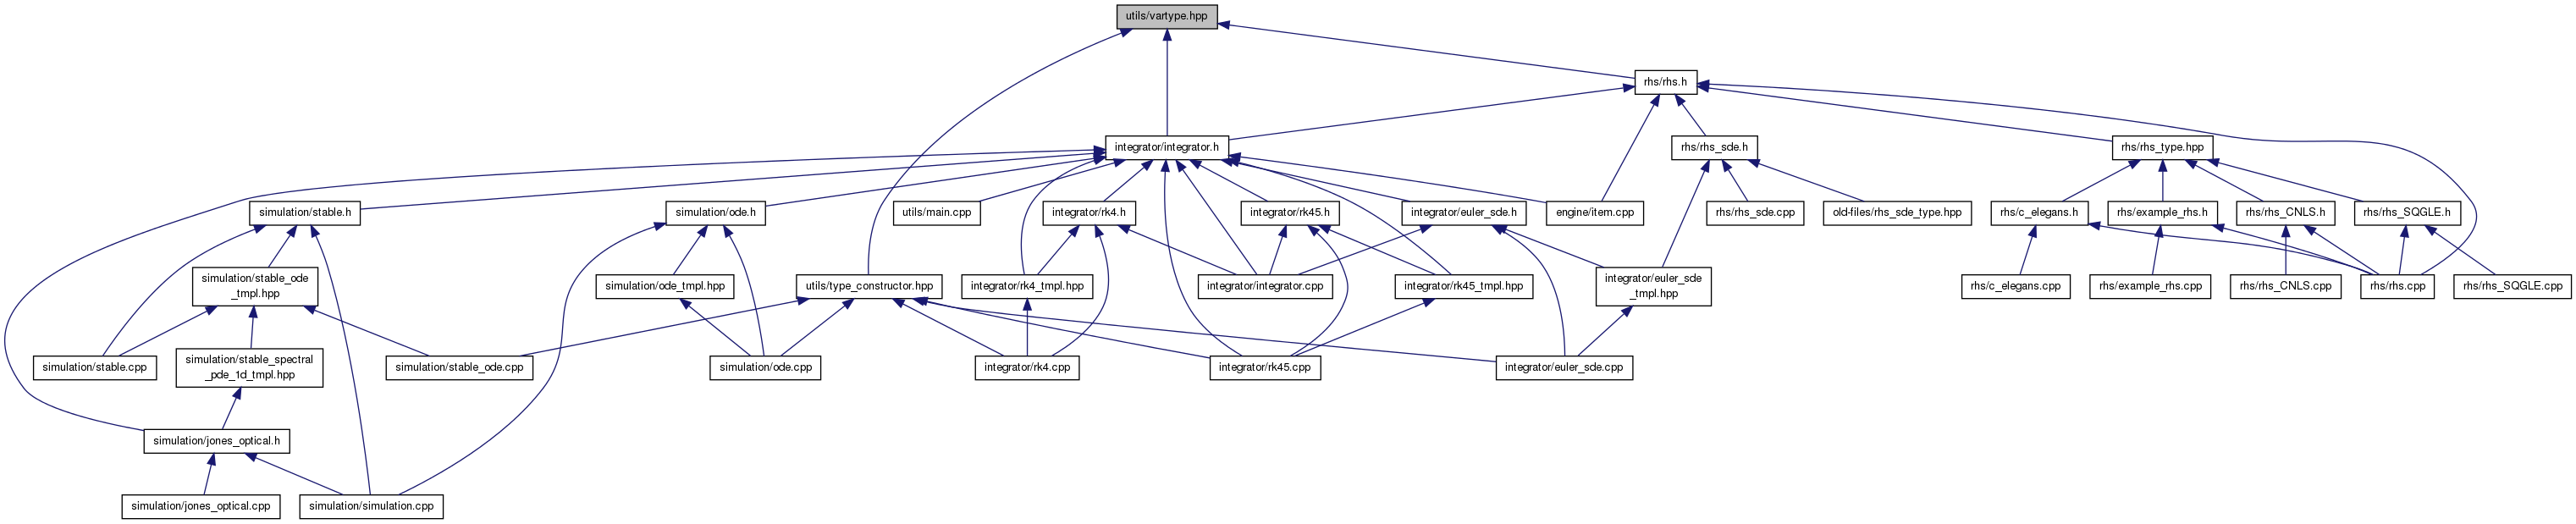 utils/vartype.hpp
rhs/rhs.h
integrator/integrator.h
rhs/rhs_sde.h
rhs/rhs_type.hpp
simulation/stable.h
simulation/ode.h
utils/main.cpp
integrator/rk4.h
integrator/rk45.h
integrator/euler_sde.h
engine/item.cpp
rhs/rhs_sde.cpp
old-files/rhs_sde_type.hpp
rhs/c_elegans.h
rhs/example_rhs.h
rhs/rhs_CNLS.h
rhs/rhs_SQGLE.h
simulation/stable_ode
_tmpl.hpp
simulation/ode_tmpl.hpp
utils/type_constructor.hpp
integrator/rk4_tmpl.hpp
integrator/integrator.cpp
integrator/rk45_tmpl.hpp
integrator/euler_sde
_tmpl.hpp
rhs/c_elegans.cpp
rhs/example_rhs.cpp
rhs/rhs_CNLS.cpp
rhs/rhs.cpp
rhs/rhs_SQGLE.cpp
simulation/stable.cpp
simulation/stable_spectral
_pde_1d_tmpl.hpp
simulation/stable_ode.cpp
simulation/ode.cpp
integrator/rk4.cpp
integrator/rk45.cpp
integrator/euler_sde.cpp
simulation/jones_optical.h
simulation/jones_optical.cpp
simulation/simulation.cpp